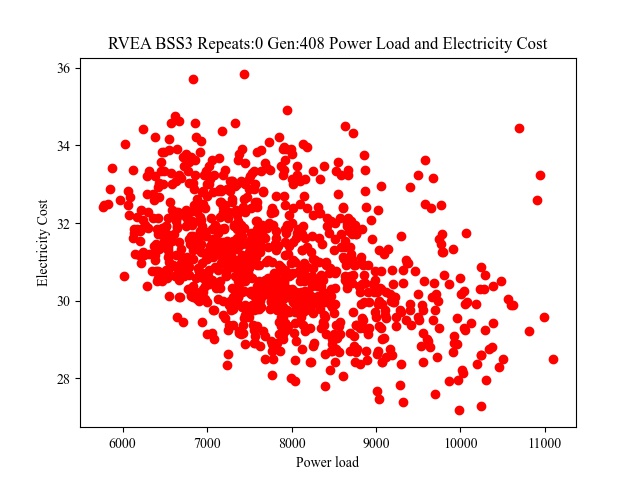 RVEA BSS3 Repeats:0 Gen:408 Power Load and Electricity Cost
36
34
32
30
28
Electricity Cost
6000 7000 8000 9000 10000 11000
Power load